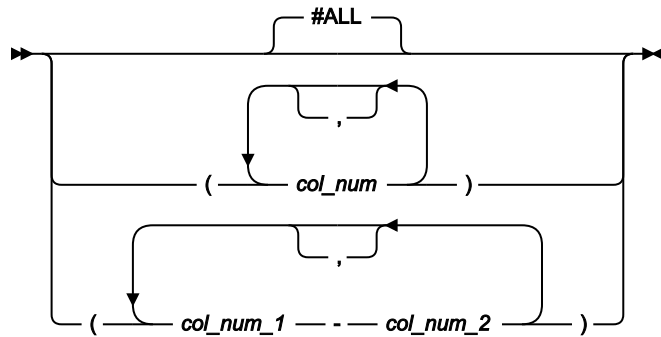 #ALL
,
( col_num )
,
( col_num_1 - col_num_2 )